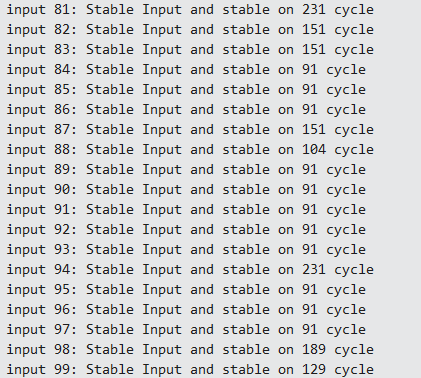 input 81: Stable Input and stable on 231 cycle
input 82: Stable Input and stable on 151 cycle
input 83: Stable Input and stable on 151 cycle
input 84: Stable Input and stable on 91 cycle
input 85: Stable Input and stable on 91 cycle
input 86: Stable Input and stable on 91 cycle
input 87: Stable Input and stable on 151 cycle
input 88: Stable Input and stable on 104 cycle
input 89: Stable Input and stable on 91 cycle
input 90: Stable Input and stable on 91 cycle
input 91: Stable Input and stable on 91 cycle
input 92: Stable Input and stable on 91 cycle
input 93: Stable Input and stable on 91 cycle
input 94: Stable Input and stable on 231 cycle
input 95: Stable Input and stable on 91 cycle
input 96: Stable Input and stable on 91 cycle
input 97: Stable Input and stable on 91 cycle
input 98: Stable Input and stable on 189 cycle
input 99: Stable Input and stable on 129 cycle